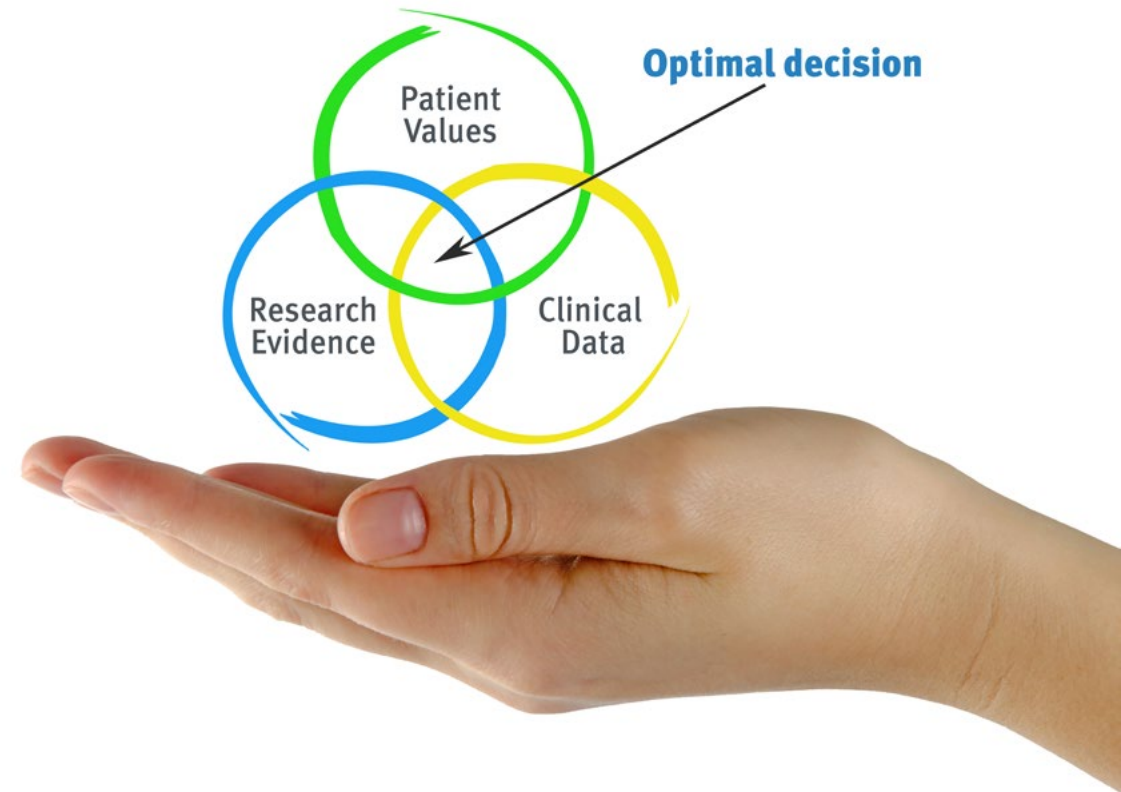 Optimal decision
Patient
Values
Research
Evidence
Clinical
Data